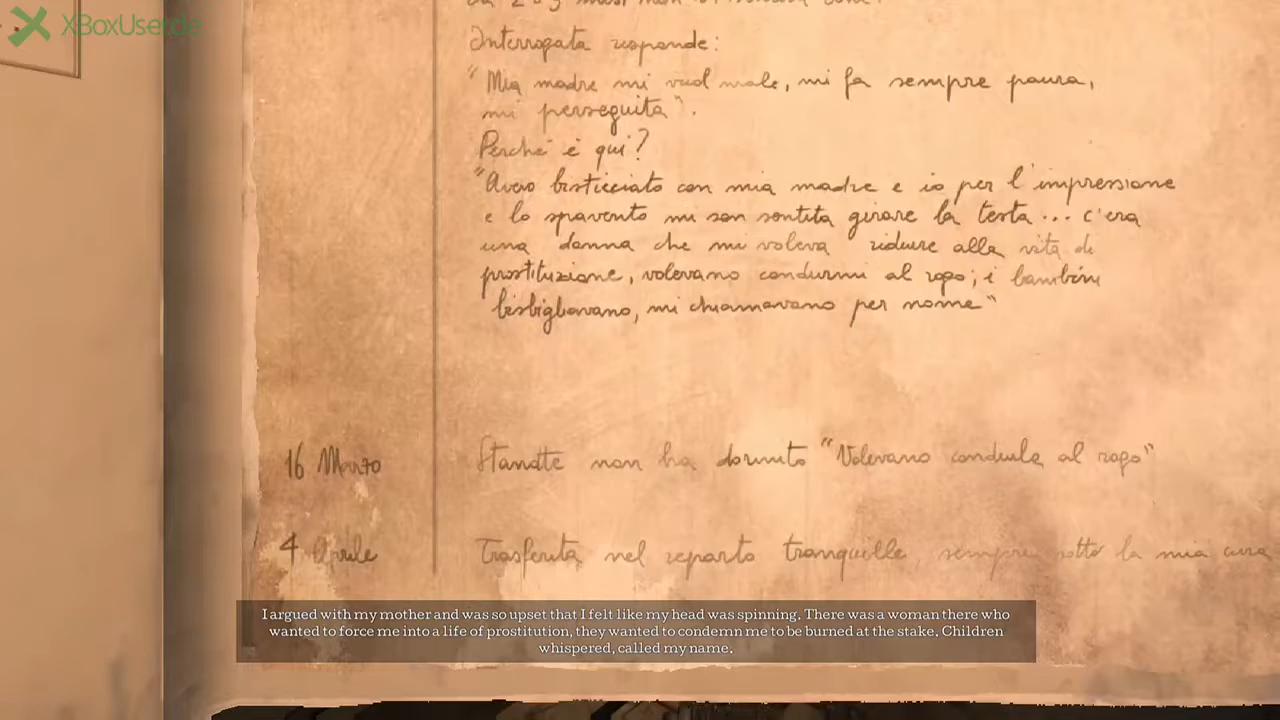 XBoxUser.de
Interrogata risponde:
"Mia madre mi vuol male, mi fa sempre paura,
mi perseguita".
Perché è qui?
"Avevo bisticciato con mia madre e io per l'impressione
e lo spavento mi son sentita girare la testa... c'era
una donna che mi voleva ridurre alla vita di
prostituzione, volevano condurmi al rogo; i bambini
bisbigliavano, mi chiamavano per nome"
16 Marzo
Stanotte non ha dormito "Volevano condurla al rogo"
4 Aprile
Trasferita nel reparto tranquille, sempre sotto la mia cura
I argued with my mother and was so upset that I felt like my head was spinning. There was a woman there who
wanted to force me into a life of prostitution, they wanted to condemn me to be burned at the stake. Children
whispered, called my name.